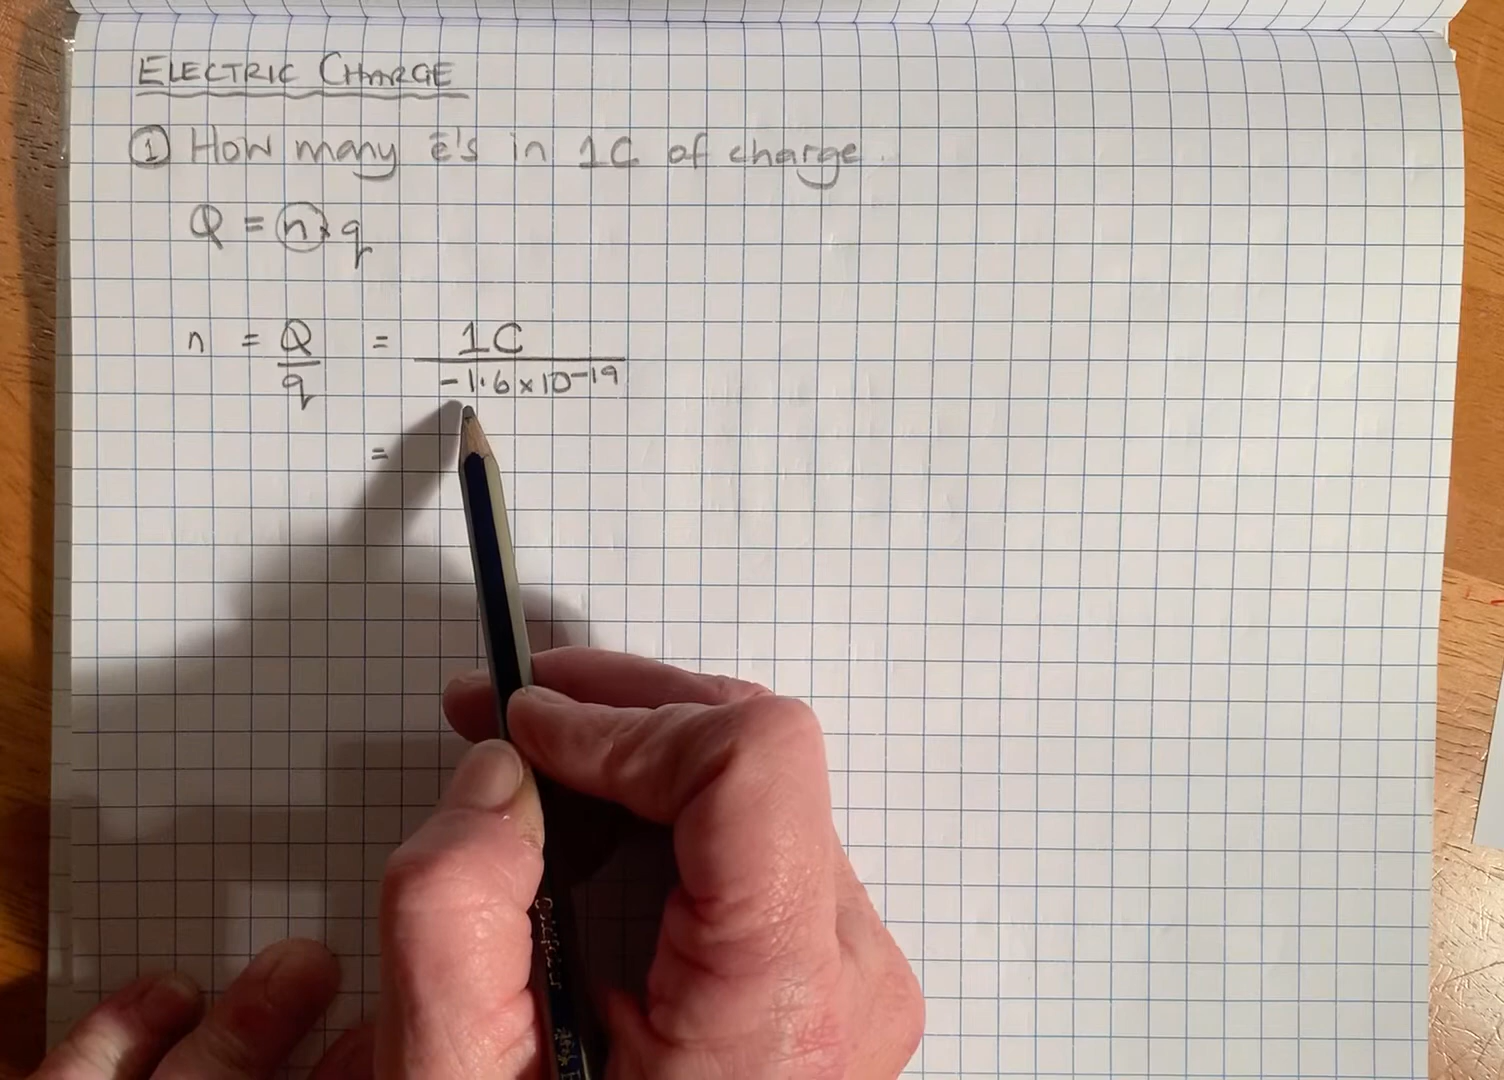 ELECTRIC CHARGE
① How many ē's in 1C of charge.
Q = n × q
n = Q/q = 1C/-1.6 × 10⁻¹⁹
=